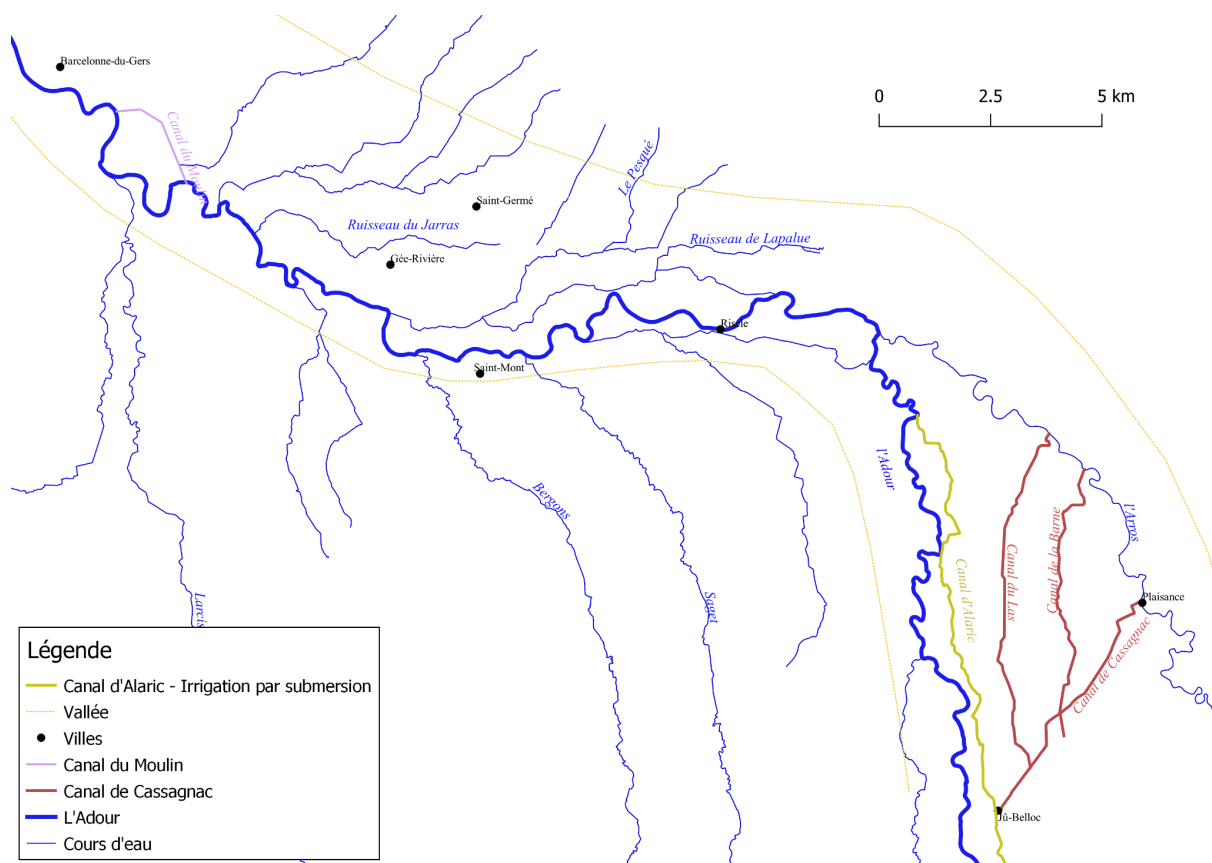 Barcelonne-du-Gers
0 2.5 5 km
Canal du Moulin
Le Pesque
Saint-Germé
Ruisseau du Jarras
Ruisseau de Lapalue
Gée-Rivière
Riscle
Saint-Mont
l'Adour
Bergons
l'Arros
Canal de la Barne
Canal du Las
Canal d'Alaric
Saget
Larcis
Plaisance
Canal de Cassagnac
Jû-Belloc
Légende
Canal d'Alaric - Irrigation par submersion
Vallée
Villes
Canal du Moulin
Canal de Cassagnac
L'Adour
Cours d'eau